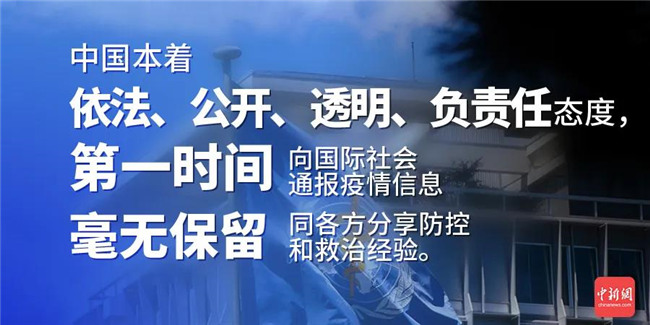 中国本着
依法、公开、透明、负责任态度，
第一时间 向国际社会
通报疫情信息
毫无保留 同各方分享防控
和救治经验。
中新網
chinanews.com